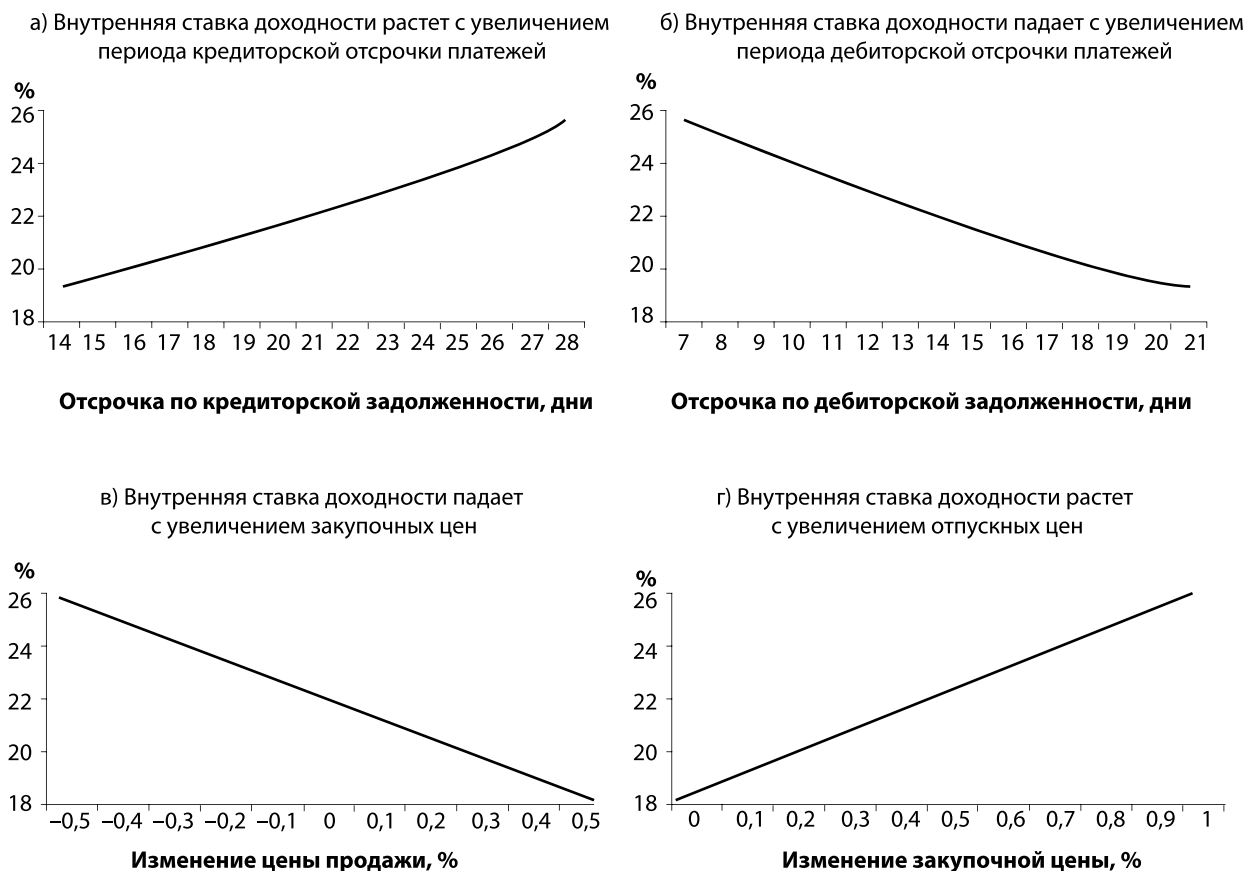 а) Внутренняя ставка доходности растет с увеличением
периода кредиторской отсрочки платежей
%
26
24
22
20
18
14 15 16 17 18 19 20 21 22 23 24 25 26 27 28
Отсрочка по кредиторской задолженности, дни
б) Внутренняя ставка доходности падает с увеличением
периода дебиторской отсрочки платежей
%
26
24
22
20
18
7 8 9 10 11 12 13 14 15 16 17 18 19 20 21
Отсрочка по дебиторской задолженности, дни
в) Внутренняя ставка доходности падает
с увеличением закупочных цен
%
26
24
22
20
18
–0,5 –0,4 –0,3 –0,2 –0,1 0 0,1 0,2 0,3 0,4 0,5
Изменение цены продажи, %
г) Внутренняя ставка доходности растет
с увеличением отпускных цен
%
26
24
22
20
18
0 0,1 0,2 0,3 0,4 0,5 0,6 0,7 0,8 0,9 1
Изменение закупочной цены, %